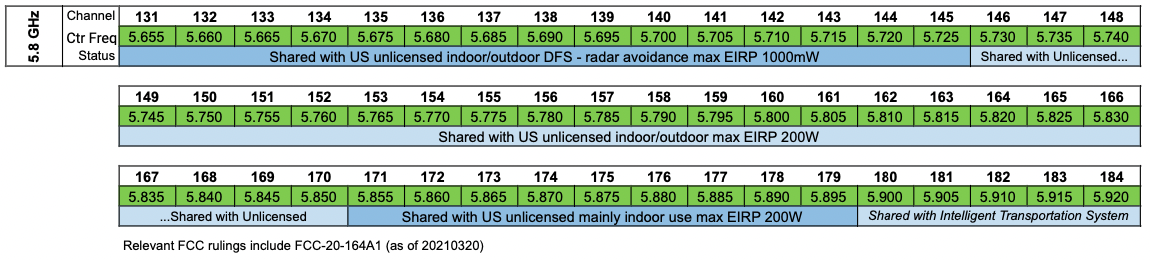 5.8 GHz
Channel 131 132 133 134 135 136 137 138 139 140 141 142 143 144 145 146 147 148
Ctr Freq 5.655 5.660 5.665 5.670 5.675 5.680 5.685 5.690 5.695 5.700 5.705 5.710 5.715 5.720 5.725 5.730 5.735 5.740
Status Shared with US unlicensed indoor/outdoor DFS - radar avoidance max EIRP 1000mW Shared with Unlicensed...
149 150 151 152 153 154 155 156 157 158 159 160 161 162 163 164 165 166
5.745 5.750 5.755 5.760 5.765 5.770 5.775 5.780 5.785 5.790 5.795 5.800 5.805 5.810 5.815 5.820 5.825 5.830
Shared with US unlicensed indoor/outdoor max EIRP 200W
167 168 169 170 171 172 173 174 175 176 177 178 179 180 181 182 183 184
5.835 5.840 5.845 5.850 5.855 5.860 5.865 5.870 5.875 5.880 5.885 5.890 5.895 5.900 5.905 5.910 5.915 5.920
...Shared with Unlicensed Shared with US unlicensed mainly indoor use max EIRP 200W Shared with Intelligent Transportation System
Relevant FCC rulings include FCC-20-164A1 (as of 20210320)